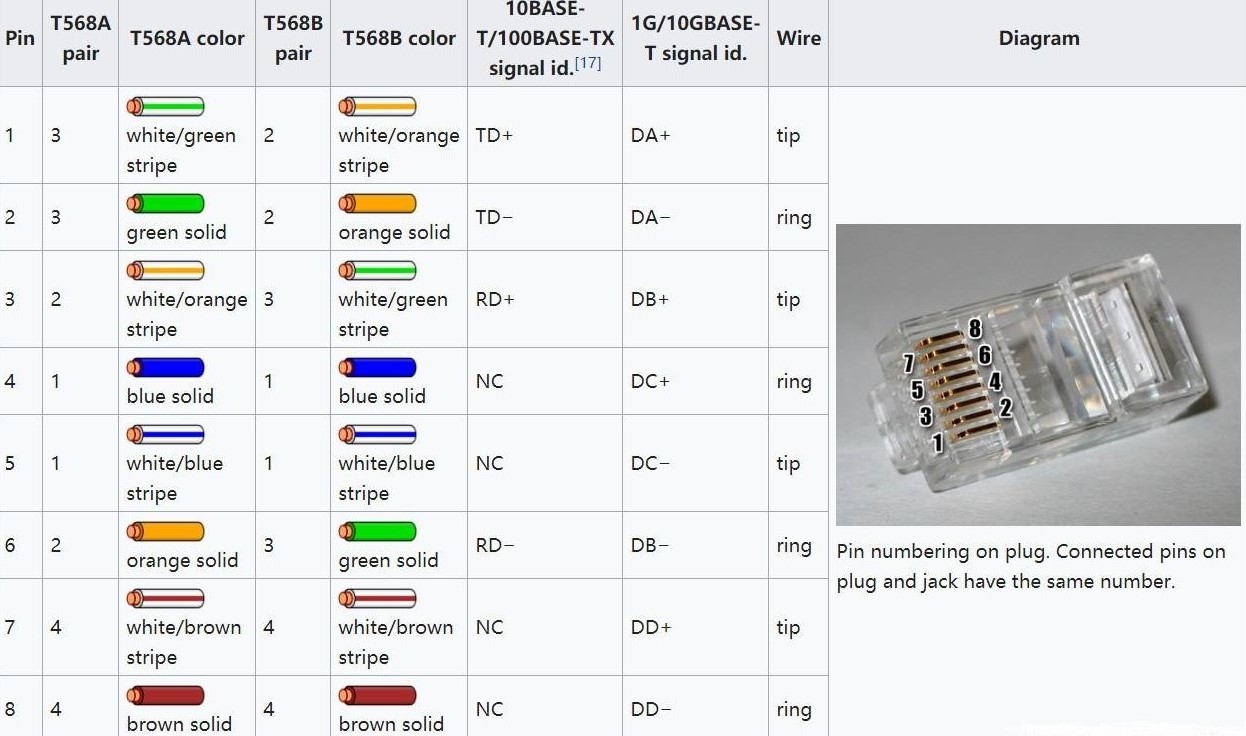 Pin
T568A
pair
T568A color
T568B
pair
T568B color
10BASE-
T/100BASE-TX
signal id.[17]
1G/10GBASE-
T signal id.
Wire
Diagram
1
3
white/green
stripe
2
white/orange
stripe
TD+
DA+
tip
2
3
green solid
2
orange solid
TD−
DA−
ring
3
2
white/orange
stripe
3
white/green
stripe
RD+
DB+
tip
4
1
blue solid
1
blue solid
NC
DC+
ring
5
1
white/blue
stripe
1
white/blue
stripe
NC
DC−
tip
6
2
orange solid
3
green solid
RD−
DB−
ring
7
4
white/brown
stripe
4
white/brown
stripe
NC
DD+
tip
8
4
brown solid
4
brown solid
NC
DD−
ring
8
7
6
5
4
3
2
1
Pin numbering on plug. Connected pins on
plug and jack have the same number.